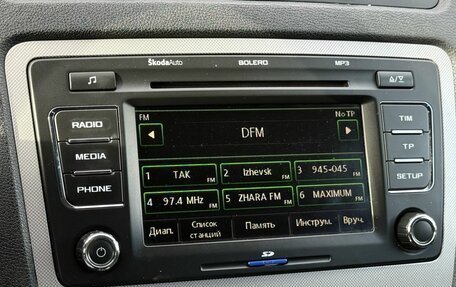 ŠkodaAuto BOLERO MP3
FM No TP
DFM
RADIO
MEDIA
PHONE
TIM
TP
SETUP
1 TAK FM 2 Izhevsk FM 3 945-045 FM
4 97.4 MHz FM 5 ZHARA FM FM 6 MAXIMUM FM
Диап. Список станций Память Инструм. Вруч.
SD